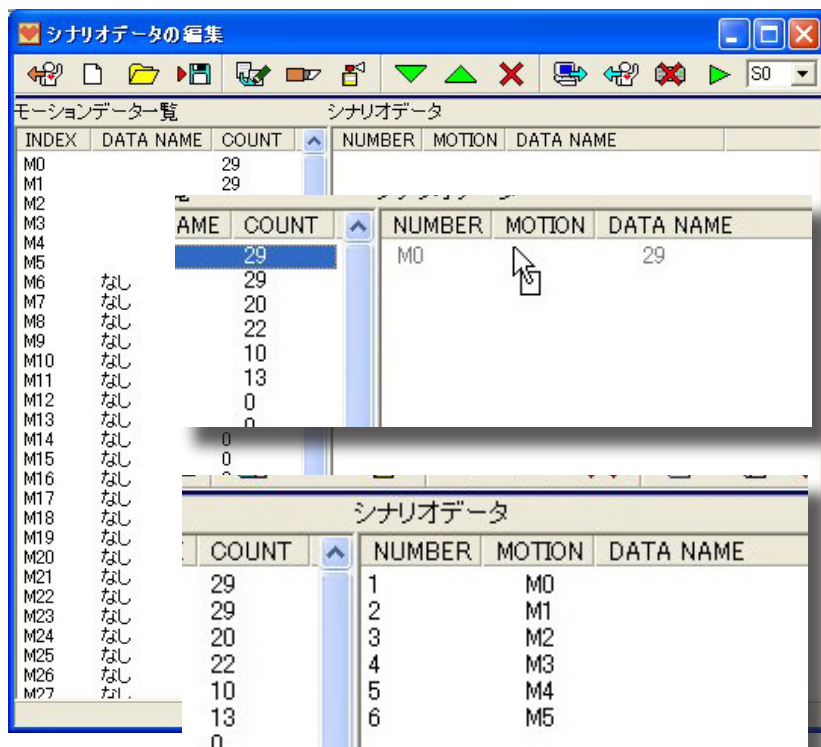 シナリオデータの編集
S0
モーションデータ一覧 シナリオデータ
INDEX DATA NAME COUNT NUMBER MOTION DATA NAME
M0 29
M1 29
M2
M3
M4
M5
M6 なし
M7 なし
M8 なし
M9 なし
M10 なし
M11 なし
M12 なし
M13 なし
M14 なし 0
M15 なし 0
M16 なし
M17 なし
M18 なし
M19 なし
M20 なし
M21 なし
M22 なし
M23 なし
M24 なし
M25 なし
M26 なし
M27 なし
AME COUNT NUMBER MOTION DATA NAME
29 M0 29
29
20
22
10
13
0
0
シナリオデータ
COUNT NUMBER MOTION DATA NAME
29 1 M0
29 2 M1
20 3 M2
22 4 M3
10 5 M4
13 6 M5
0